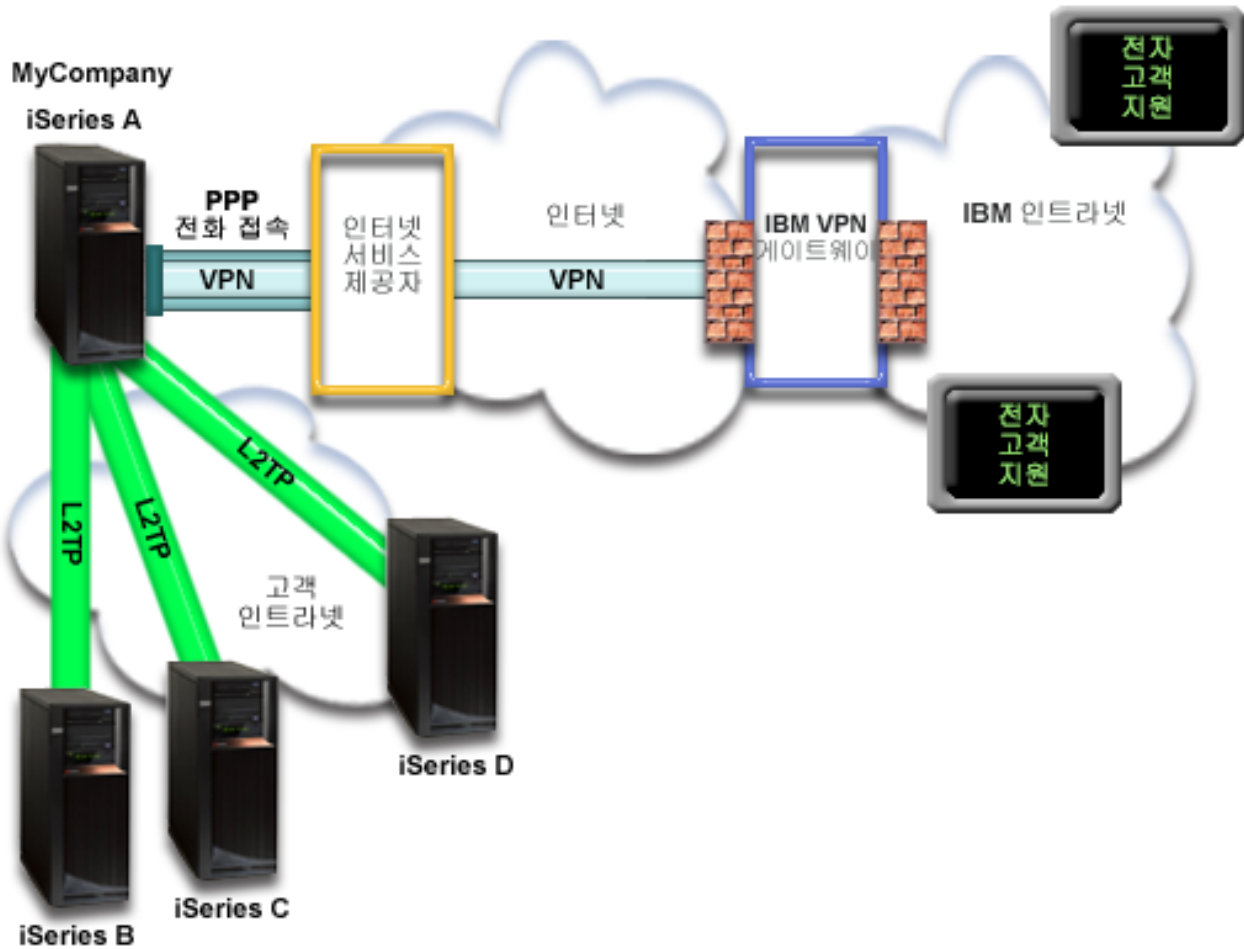 MyCompany
iSeries A
PPP
전화 접속
VPN
인터넷
서비스
제공자
인터넷
VPN
IBM VPN
게이트웨이
IBM 인트라넷
전자
고객
지원
전자
고객
지원
L2TP
L2TP
L2TP
고객
인트라넷
iSeries D
iSeries C
iSeries B